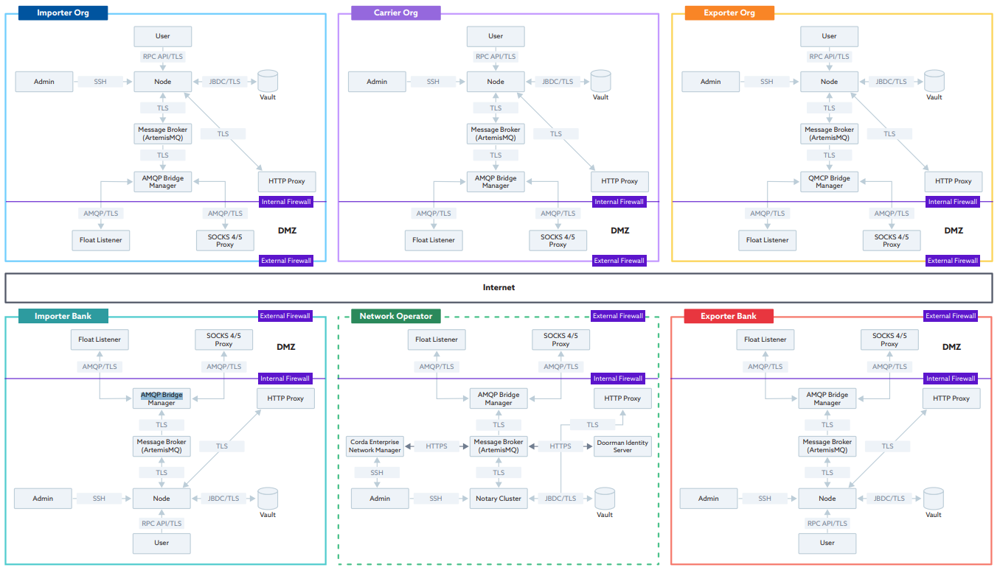 Importer Org
User
RPC API/TLS
Admin
SSH
Node
JBDC/TLS
Vault
TLS
Message Broker
(ArtemisMQ)
TLS
TLS
AMQP Bridge
Manager
HTTP Proxy
Internal Firewall
AMQP/TLS
AMQP/TLS
Float Listener
SOCKS 4/5
Proxy
DMZ
External Firewall
Carrier Org
User
RPC API/TLS
Admin
SSH
Node
JBDC/TLS
Vault
TLS
Message Broker
(ArtemisMQ)
TLS
TLS
AMQP Bridge
Manager
HTTP Proxy
Internal Firewall
AMQP/TLS
AMQP/TLS
Float Listener
SOCKS 4/5
Proxy
DMZ
External Firewall
Exporter Org
User
RPC API/TLS
Admin
SSH
Node
JBDC/TLS
Vault
TLS
Message Broker
(ArtemisMQ)
TLS
TLS
QMCP Bridge
Manager
HTTP Proxy
Internal Firewall
AMQP/TLS
AMQP/TLS
Float Listener
SOCKS 4/5
Proxy
DMZ
External Firewall
Internet
Importer Bank
External Firewall
Float Listener
SOCKS 4/5
Proxy
DMZ
AMQP/TLS
AMQP/TLS
Internal Firewall
AMQP Bridge
Manager
HTTP Proxy
TLS
Message Broker
(ArtemisMQ)
TLS
TLS
Admin
SSH
Node
JBDC/TLS
Vault
RPC API/TLS
User
Network Operator
External Firewall
Float Listener
SOCKS 4/5
Proxy
AMQP/TLS
AMQP/TLS
Internal Firewall
AMQP Bridge
Manager
HTTP Proxy
TLS
TLS
Corda Enterprise
Network Manager
HTTPS
Message Broker
(ArtemisMQ)
HTTPS
Doorman Identity
Server
SSH
TLS
Admin
SSH
Notary Cluster
JBDC/TLS
Vault
Exporter Bank
External Firewall
Float Listener
SOCKS 4/5
Proxy
DMZ
AMQP/TLS
AMQP/TLS
Internal Firewall
AMQP Bridge
Manager
HTTP Proxy
TLS
Message Broker
(ArtemisMQ)
TLS
TLS
Admin
SSH
Node
JBDC/TLS
Vault
RPC API/TLS
User